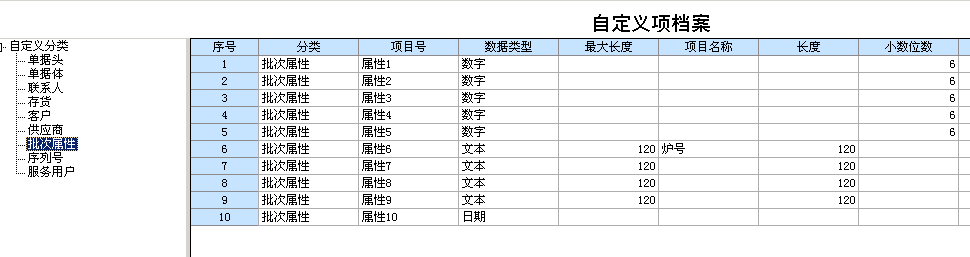 自定义项档案
自定义分类
单据头
单据体
联系人
存货
客户
供应商
批次属性
序列号
服务用户
序号 分类 项目号 数据类型 最大长度 项目名称 长度 小数位数
1 批次属性 属性1 数字 6
2 批次属性 属性2 数字 6
3 批次属性 属性3 数字 6
4 批次属性 属性4 数字 6
5 批次属性 属性5 数字 6
6 批次属性 属性6 文本 120 炉号 120
7 批次属性 属性7 文本 120 120
8 批次属性 属性8 文本 120 120
9 批次属性 属性9 文本 120 120
10 批次属性 属性10 日期